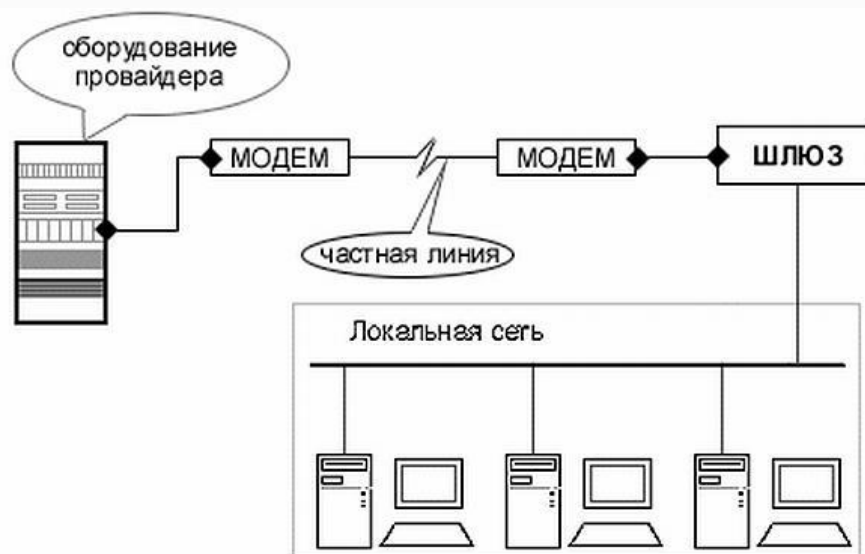 оборудование
провайдера
МОДЕМ
МОДЕМ
ШЛЮЗ
частная линия
Локальная сеть